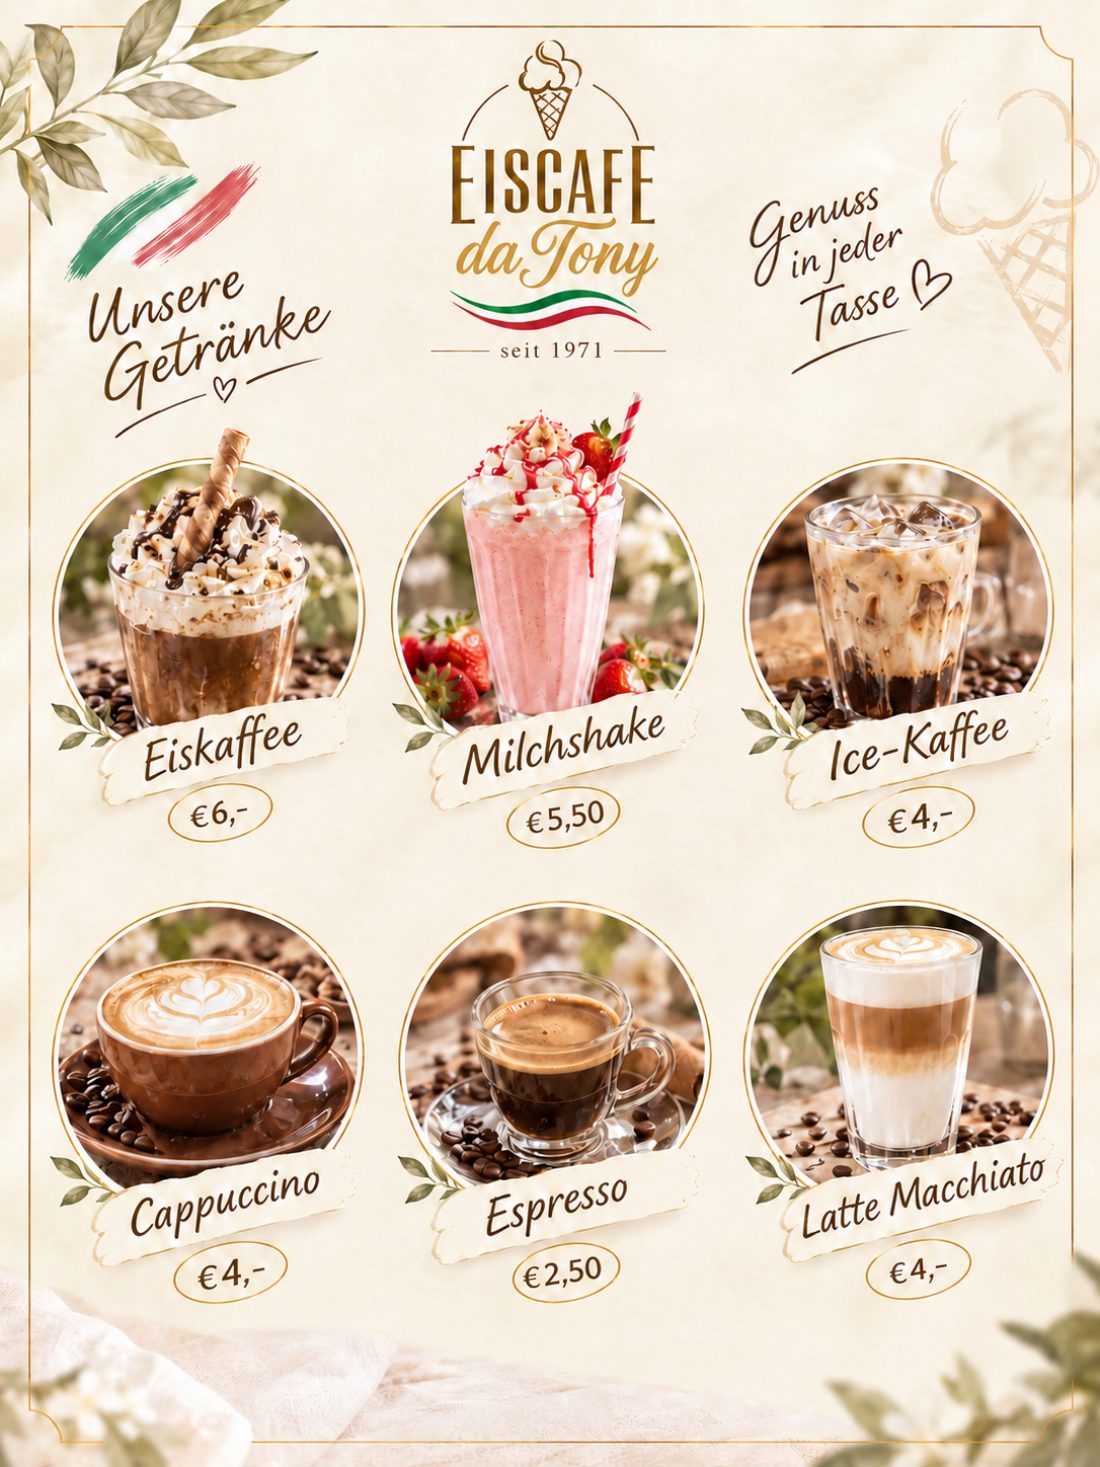 EISCAFE
da Tony
seit 1971
Unsere
Getränke
Genuss
in jeder
Tasse
Eiskaffee
€6,-
Milchshake
€5,50
Ice-Kaffee
€4,-
Cappuccino
€4,-
Espresso
€2,50
Latte Macchiato
€4,-